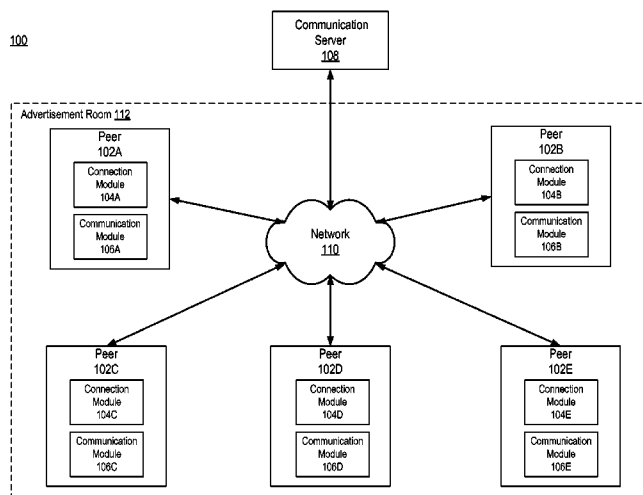 100
Communication
Server
108
Advertisement Room 112
Peer
102A
Connection
Module
104A
Communication
Module
106A
Peer
102B
Connection
Module
104B
Communication
Module
106B
Network
110
Peer
102C
Connection
Module
104C
Communication
Module
106C
Peer
102D
Connection
Module
104D
Communication
Module
106D
Peer
102E
Connection
Module
104E
Communication
Module
106E